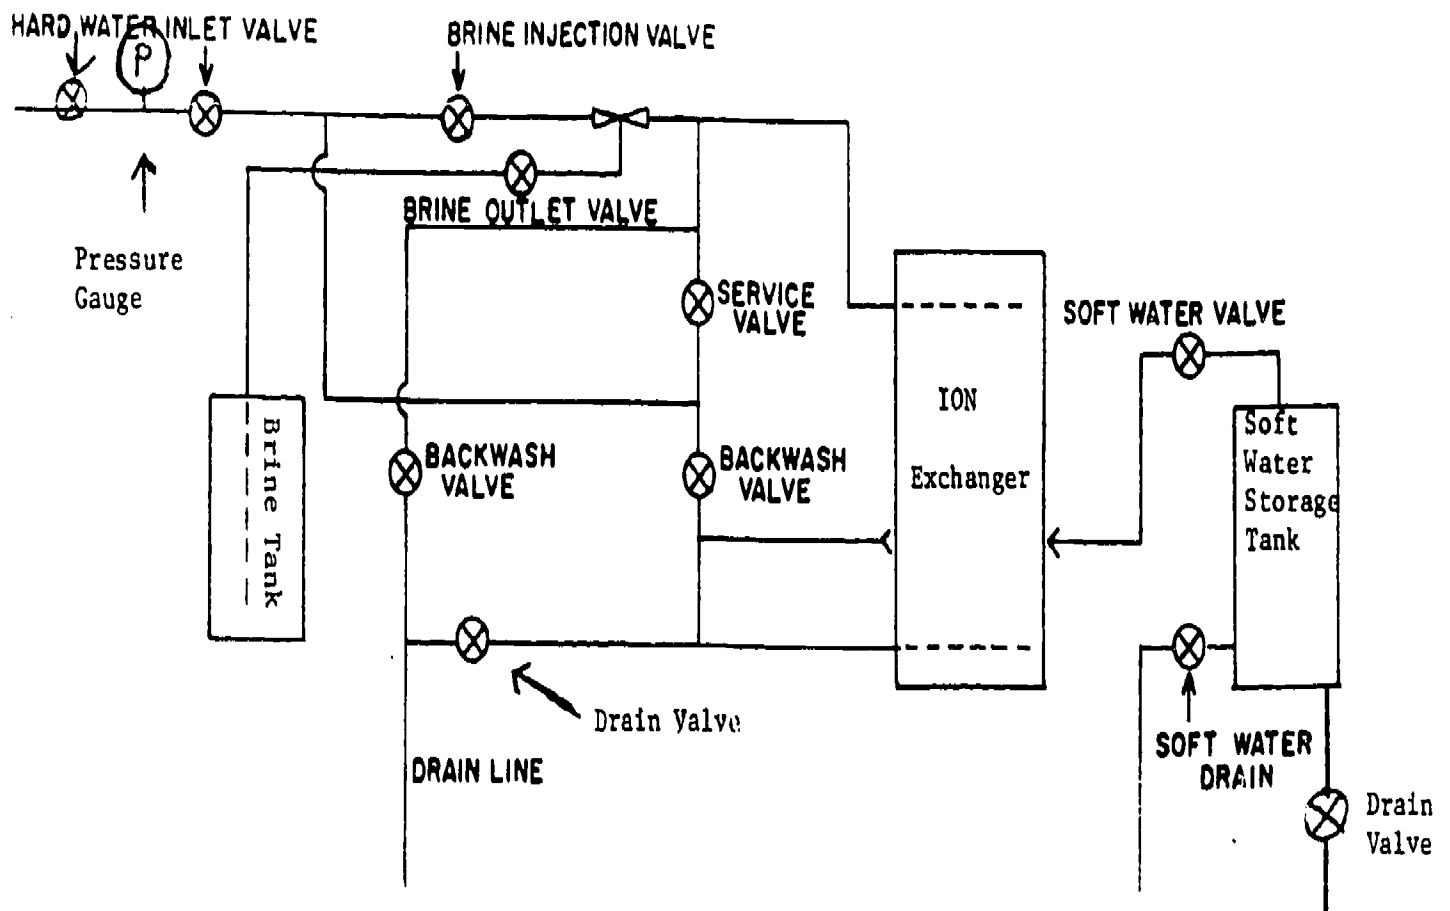 HARD WATER INLET VALVE
P
BRINE INJECTION VALVE
BRINE OUTLET VALVE
Pressure
Gauge
SERVICE
VALVE
SOFT WATER VALVE
ION
Exchanger
Soft
Water
Storage
Tank
Brine Tank
BACKWASH
VALVE
BACKWASH
VALVE
Drain Valve
DRAIN LINE
SOFT WATER
DRAIN
Drain
Valve